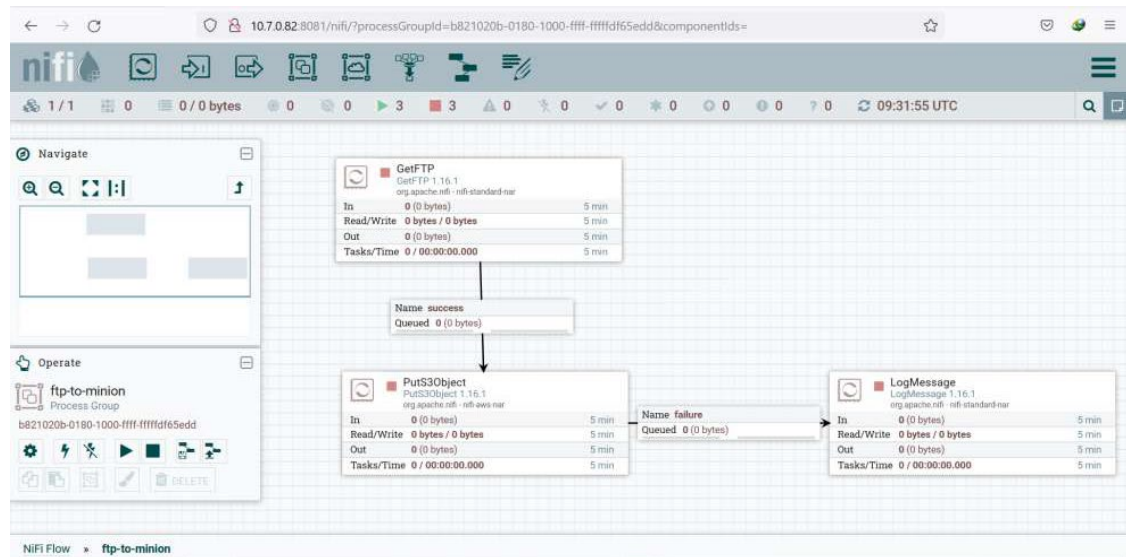 10.7.0.82:8081/nifi/?processGroupId=b821020b-0180-1000-ffff-fffffdf65edd&componentIds=
nifi
1/1 0 0 / 0 bytes 0 0 3 3 0 0 0 0 0 0 ? 0 09:31:55 UTC
Navigate
GetFTP
GetFTP 1.16.1
org.apache.nifi - nifi-standard-nar
In 0 (0 bytes) 5 min
Read/Write 0 bytes / 0 bytes 5 min
Out 0 (0 bytes) 5 min
Tasks/Time 0 / 00:00:00.000 5 min
Name success
Queued 0 (0 bytes)
Operate
ftp-to-minion
Process Group
b821020b-0180-1000-ffff-fffffdf65edd
DELETE
PutS3Object
PutS3Object 1.16.1
org.apache.nifi - nifi-aws-nar
In 0 (0 bytes) 5 min
Read/Write 0 bytes / 0 bytes 5 min
Out 0 (0 bytes) 5 min
Tasks/Time 0 / 00:00:00.000 5 min
Name failure
Queued 0 (0 bytes)
LogMessage
LogMessage 1.16.1
org.apache.nifi - nifi-standard-nar
In 0 (0 bytes) 5 min
Read/Write 0 bytes / 0 bytes 5 min
Out 0 (0 bytes) 5 min
Tasks/Time 0 / 00:00:00.000 5 min
NiFi Flow » ftp-to-minion